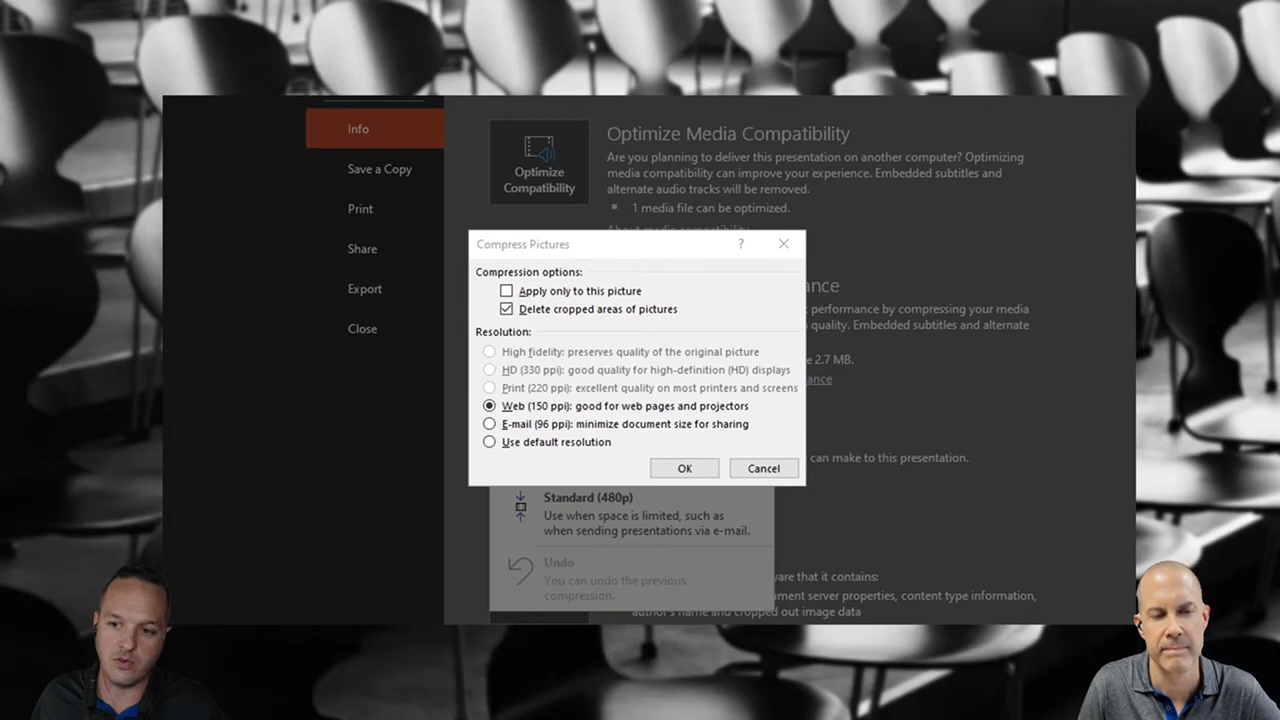 Info
Save a Copy
Print
Share
Export
Close
Optimize
Compatibility
Optimize Media Compatibility
Are you planning to deliver this presentation on another computer? Optimizing
media compatibility can improve your experience. Embedded subtitles and
alternate audio tracks will be removed.
1 media file can be optimized.
About media compatibility
Compress Pictures
?
Compression options:
Apply only to this picture
Delete cropped areas of pictures
Resolution:
High fidelity: preserves quality of the original picture
HD (330 ppi): good quality for high-definition (HD) displays
Print (220 ppi): excellent quality on most printers and screens
Web (150 ppi): good for web pages and projectors
E-mail (96 ppi): minimize document size for sharing
Use default resolution
OK
Cancel
ance
performance by compressing your media
quality. Embedded subtitles and alternate
2.7 MB.
ance
can make to this presentation.
Standard (480p)
Use when space is limited, such as
when sending presentations via e-mail.
Undo
You can undo the previous
compression.
ware that it contains:
ument server properties, content type information,
author's name and cropped out image data